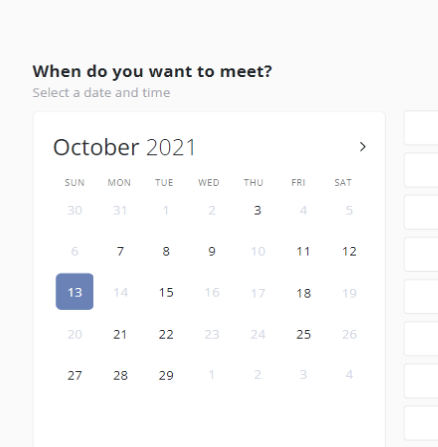 When do you want to meet?
Select a date and time
October 2021
SUN MON TUE WED THU FRI SAT
30 31 1 2 3 4 5
6 7 8 9 10 11 12
13 14 15 16 17 18 19
20 21 22 23 24 25 26
27 28 29 1 2 3 4